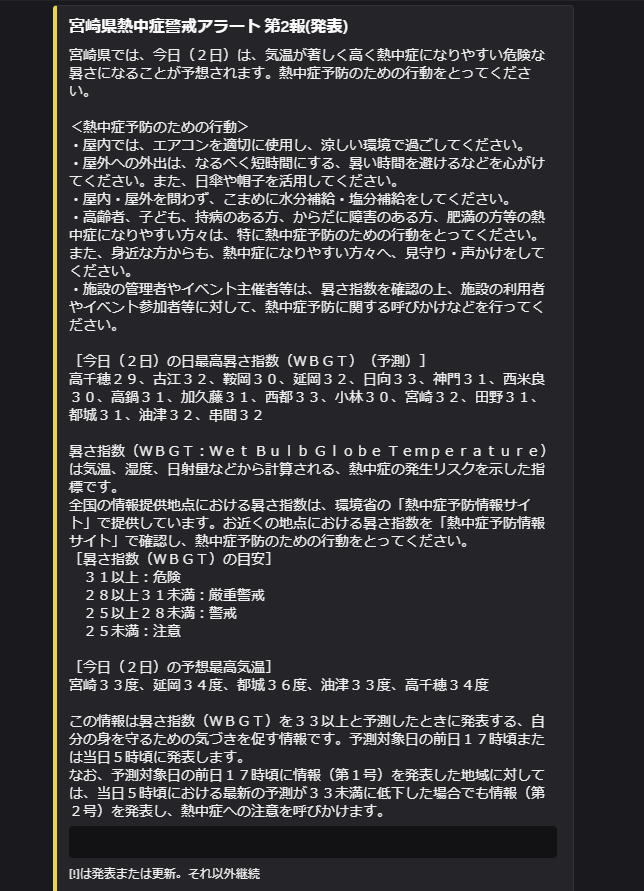 宮崎県熱中症警戒アラート 第2報(発表)
宮崎県では、今日（２日）は、気温が著しく高く熱中症になりやすい危険な
暑さになることが予想されます。熱中症予防のための行動をとってくださ
い。
＜熱中症予防のための行動＞
・屋内では、エアコンを適切に使用し、涼しい環境で過ごしてください。
・屋外への外出は、なるべく短時間にする、暑い時間を避けるなどを心がけ
てください。また、日傘や帽子を活用してください。
・屋内・屋外を問わず、こまめに水分補給・塩分補給をしてください。
・高齢者、子ども、持病のある方、からだに障害のある方、肥満の方等の熱
中症になりやすい方々は、特に熱中症予防のための行動をとってください。
また、身近な方からも、熱中症になりやすい方々へ、見守り・声かけをして
ください。
・施設の管理者やイベント主催者等は、暑さ指数を確認の上、施設の利用者
やイベント参加者等に対して、熱中症予防に関する呼びかけなどを行ってく
ださい。
［今日（２日）の日最高暑さ指数（ＷＢＧＴ）（予測）］
高千穂２９、古江３２、鞍岡３０、延岡３２、日向３３、神門３１、西米良
３０、高鍋３１、加久藤３１、西都３３、小林３０、宮崎３２、田野３１、
都城３１、油津３２、串間３２
暑さ指数（ＷＢＧＴ：Ｗｅｔ Ｂｕｌｂ Ｇｌｏｂｅ Ｔｅｍｐｅｒａｔｕｒｅ）
は気温、湿度、日射量などから計算される、熱中症の発生リスクを示した指
標です。
全国の情報提供地点における暑さ指数は、環境省の「熱中症予防情報サイ
ト」で提供しています。お近くの地点における暑さ指数を「熱中症予防情報
サイト」で確認し、熱中症予防のための行動をとってください。
［暑さ指数（ＷＢＧＴ）の目安］
３１以上：危険
２８以上３１未満：厳重警戒
２５以上２８未満：警戒
２５未満：注意
［今日（２日）の予想最高気温］
宮崎３３度、延岡３４度、都城３６度、油津３３度、高千穂３４度
この情報は暑さ指数（ＷＢＧＴ）を３３以上と予測したときに発表する、自
分の身を守るための気づきを促す情報です。予測対象日の前日１７時頃また
は当日５時頃に発表します。
なお、予測対象日の前日１７時頃に情報（第１号）を発表した地域に対して
は、当日５時頃における最新の予測が３３未満に低下した場合でも情報（第
２号）を発表し、熱中症への注意を呼びかけます。
[!]は発表または更新。それ以外継続